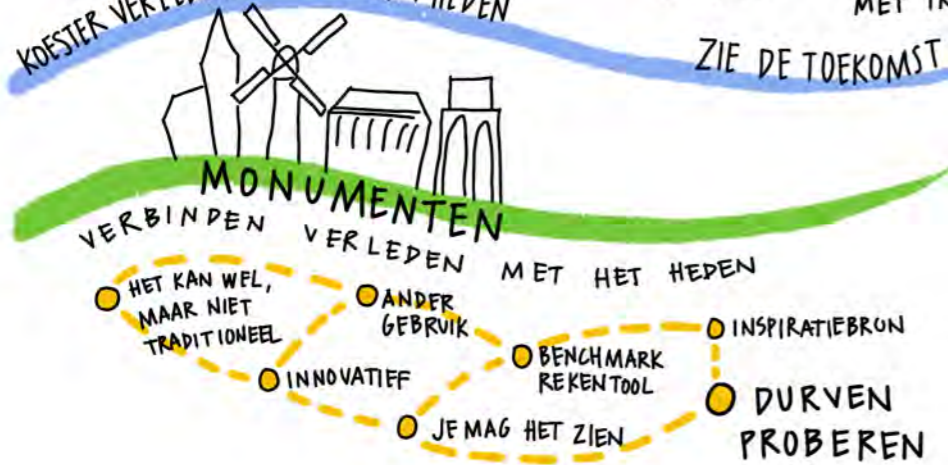 KOESTER
HEDEN
MET
ZIE DE TOEKOMST
MONUMENTEN
VERBINDEN VERLEDEN MET HET HEDEN
HET KAN WEL,
MAAR NIET
TRADITIONEEL
ANDER
GEBRUIK
INNOVATIEF
BENCHMARK
REKENTOOL
JE MAG HET ZIEN
INSPIRATIEBRON
DURVEN
PROBEREN